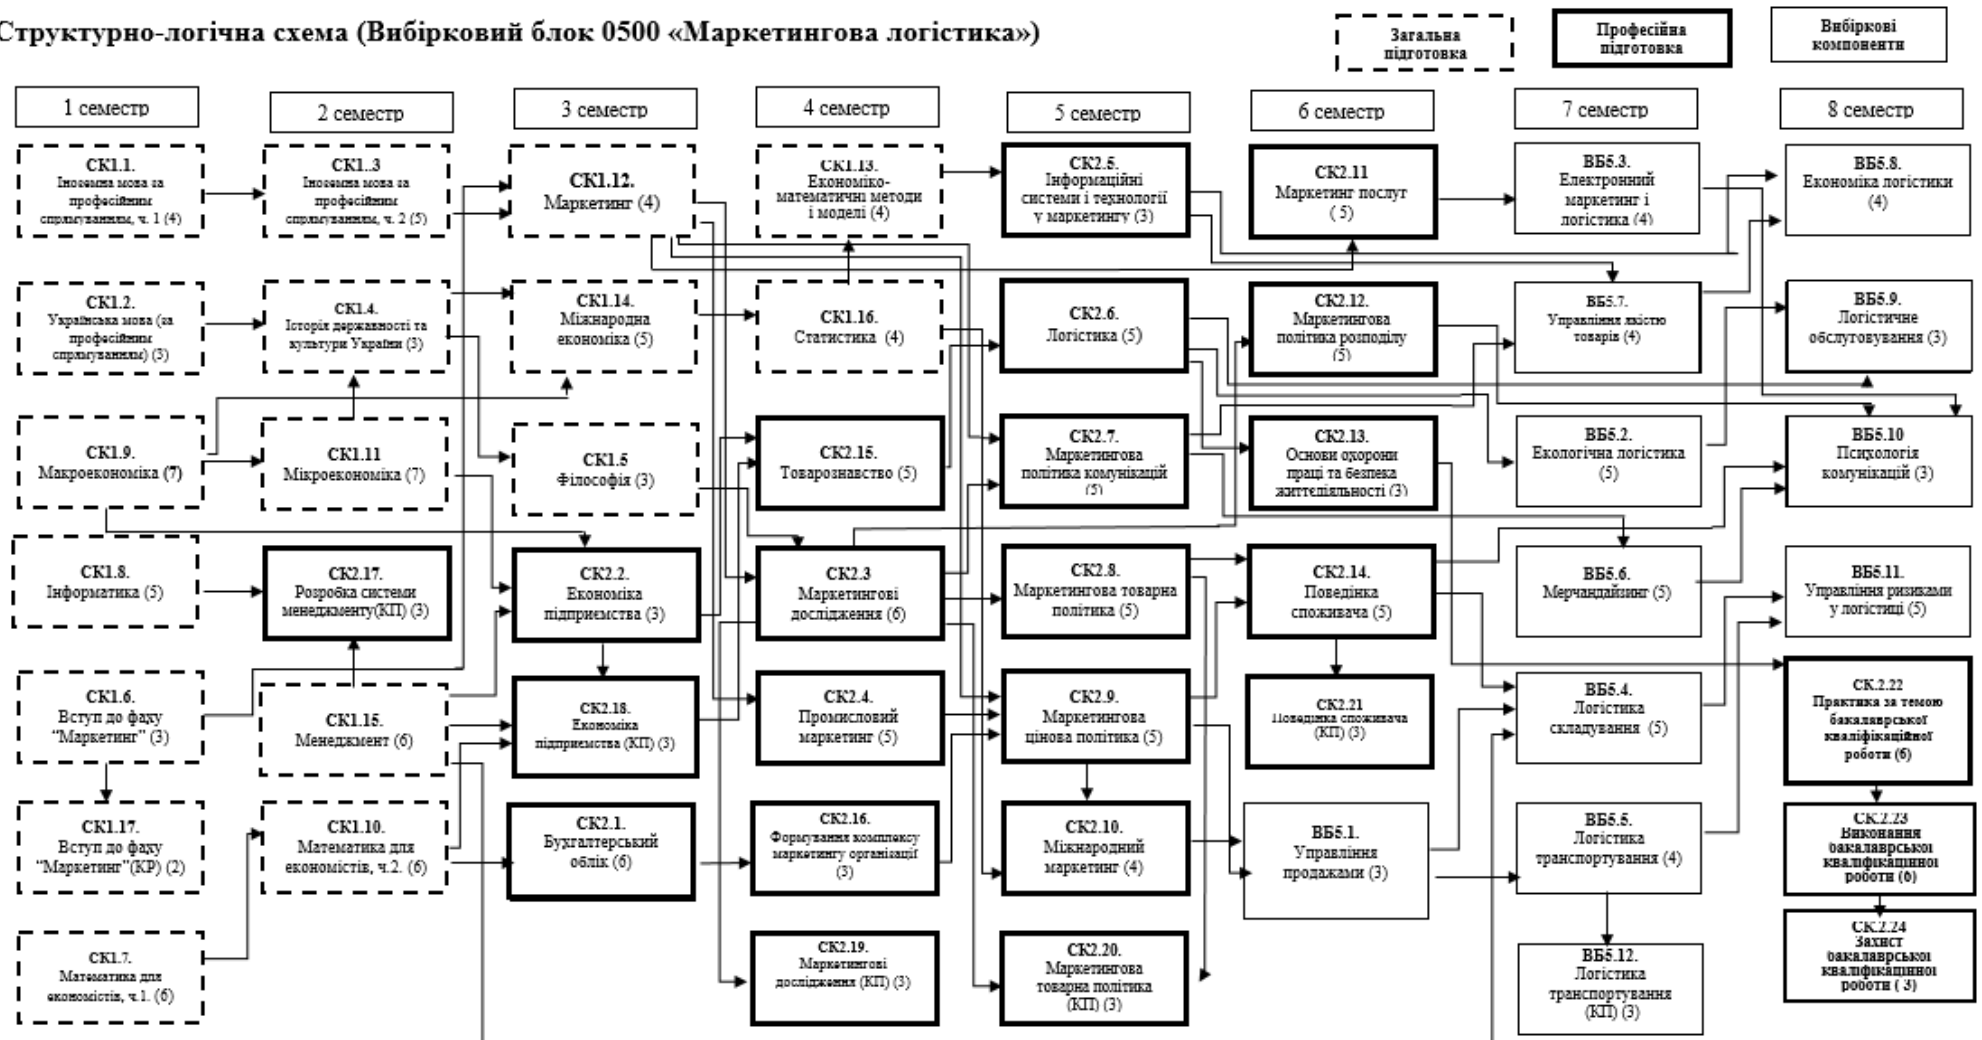 Структурно-логічна схема (Вибірковий блок 0500 «Маркетингова логістика»)
Загальна
підготовка
Професійна
підготовка
Вибіркові
компоненти
1 семестр
2 семестр
3 семестр
4 семестр
5 семестр
6 семестр
7 семестр
8 семестр
СК1.1.
Іноземна мова за
професійним
спрямуванням, ч. 1 (4)
СК1..3
Іноземна мова за
професійним
спрямуванням, ч. 2 (5)
СК1.12.
Маркетинг (4)
СК1.13.
Економіко-
математичні методи
і моделі (4)
СК2.5.
Інформаційні
системи і технології
у маркетингу (3)
СК2.11
Маркетинг послуг
( 5)
ВБ5.3.
Електронний
маркетинг і
логістика (4)
ВБ5.8.
Економіка логістики
(4)
СК1.2.
Українська мова (за
професійним
спрямуванням) (3)
СК1.4.
Історія державності та
культури України (3)
СК1.14.
Міжнародна
економіка (5)
СК1.16.
Статистика (4)
СК2.6.
Логістика (5)
СК2.12.
Маркетингова
політика розподілу
(5)
ВБ5.7.
Управління якістю
товарів (4)
ВБ5.9.
Логістичне
обслуговування (3)
СК1.9.
Макроекономіка (7)
СК1.11
Мікроекономіка (7)
СК1.5
Філософія (3)
СК2.15.
Товарознавство (5)
СК2.7.
Маркетингова
політика комунікацій
(5)
СК2.13.
Основи охорони
праці та безпека
життєдіяльності (3)
ВБ5.2.
Екологічна логістика
(5)
ВБ5.10
Психологія
комунікацій (3)
СК1.8.
Інформатика (5)
СК2.17.
Розробка системи
менеджменту(КП) (3)
СК2.2.
Економіка
підприємства (3)
СК2.3
Маркетингові
дослідження (6)
СК2.8.
Маркетингова товарна
політика (5)
СК2.14.
Поведінка
споживача (5)
ВБ5.6.
Мерчандайзинг (5)
ВБ5.11.
Управління ризиками
у логістиці (5)
СК1.6.
Вступ до фаху
“Маркетинг” (3)
СК1.15.
Менеджмент (6)
СК2.18.
Економіка
підприємства (КП) (3)
СК2.4.
Промисловий
маркетинг (5)
СК2.9.
Маркетингова
цінова політика (5)
СК2.21
Поведінка споживача
(КП) (3)
ВБ5.4.
Логістика
складування (5)
СК.2.22
Практика за темою
бакалаврської
кваліфікаційної
роботи (6)
СК1.17.
Вступ до фаху
“Маркетинг”(КР) (2)
СК1.10.
Математика для
економістів, ч.2. (6)
СК2.1.
Бухгалтерський
облік (6)
СК2.16.
Формування комплексу
маркетингу організації
(3)
СК2.10.
Міжнародний
маркетинг (4)
ВБ5.1.
Управління
продажами (3)
ВБ5.5.
Логістика
транспортування (4)
СК.2.23
Виконання
бакалаврської
кваліфікаційної
роботи (6)
СК1.7.
Математика для
економістів, ч.1. (6)
СК2.19.
Маркетингові
дослідження (КП) (3)
СК2.20.
Маркетингова
товарна політика
(КП) (3)
ВБ5.12.
Логістика
транспортування
(КП) (3)
СК.2.24
Захист
бакалаврської
кваліфікаційної
роботи ( 3)